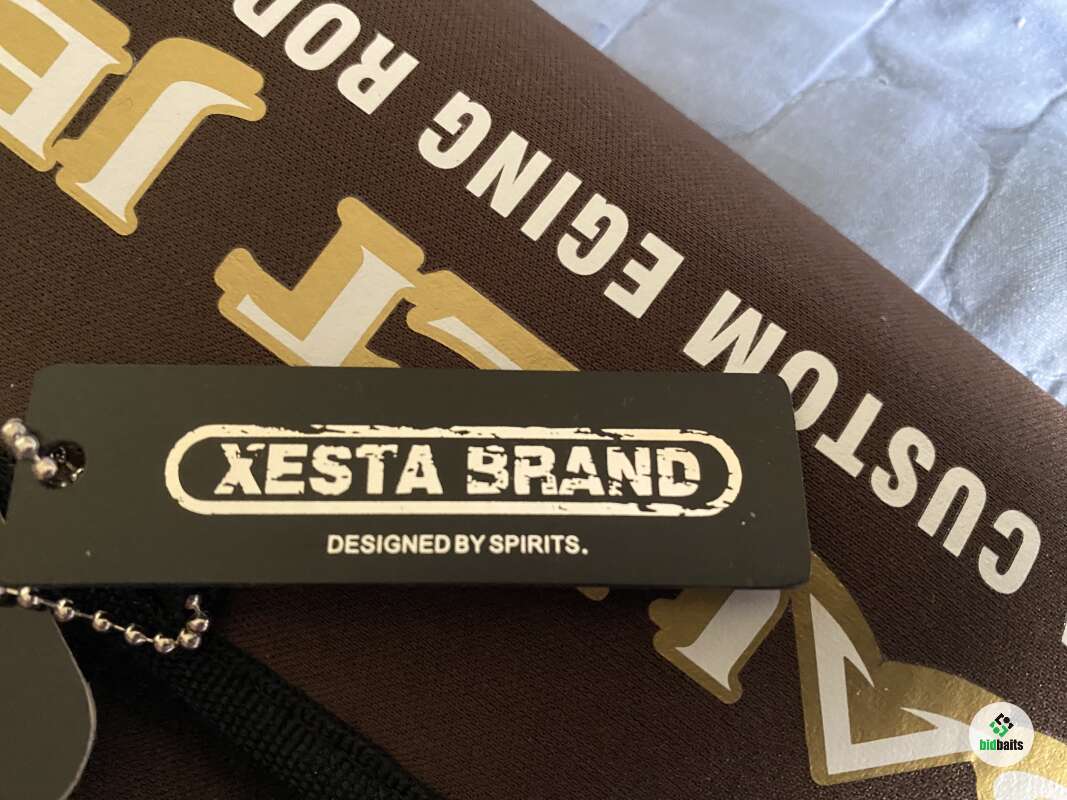 XESTA BRAND
DESIGNED BY SPIRITS.
CUSTOM EGING ROD
bidbaits